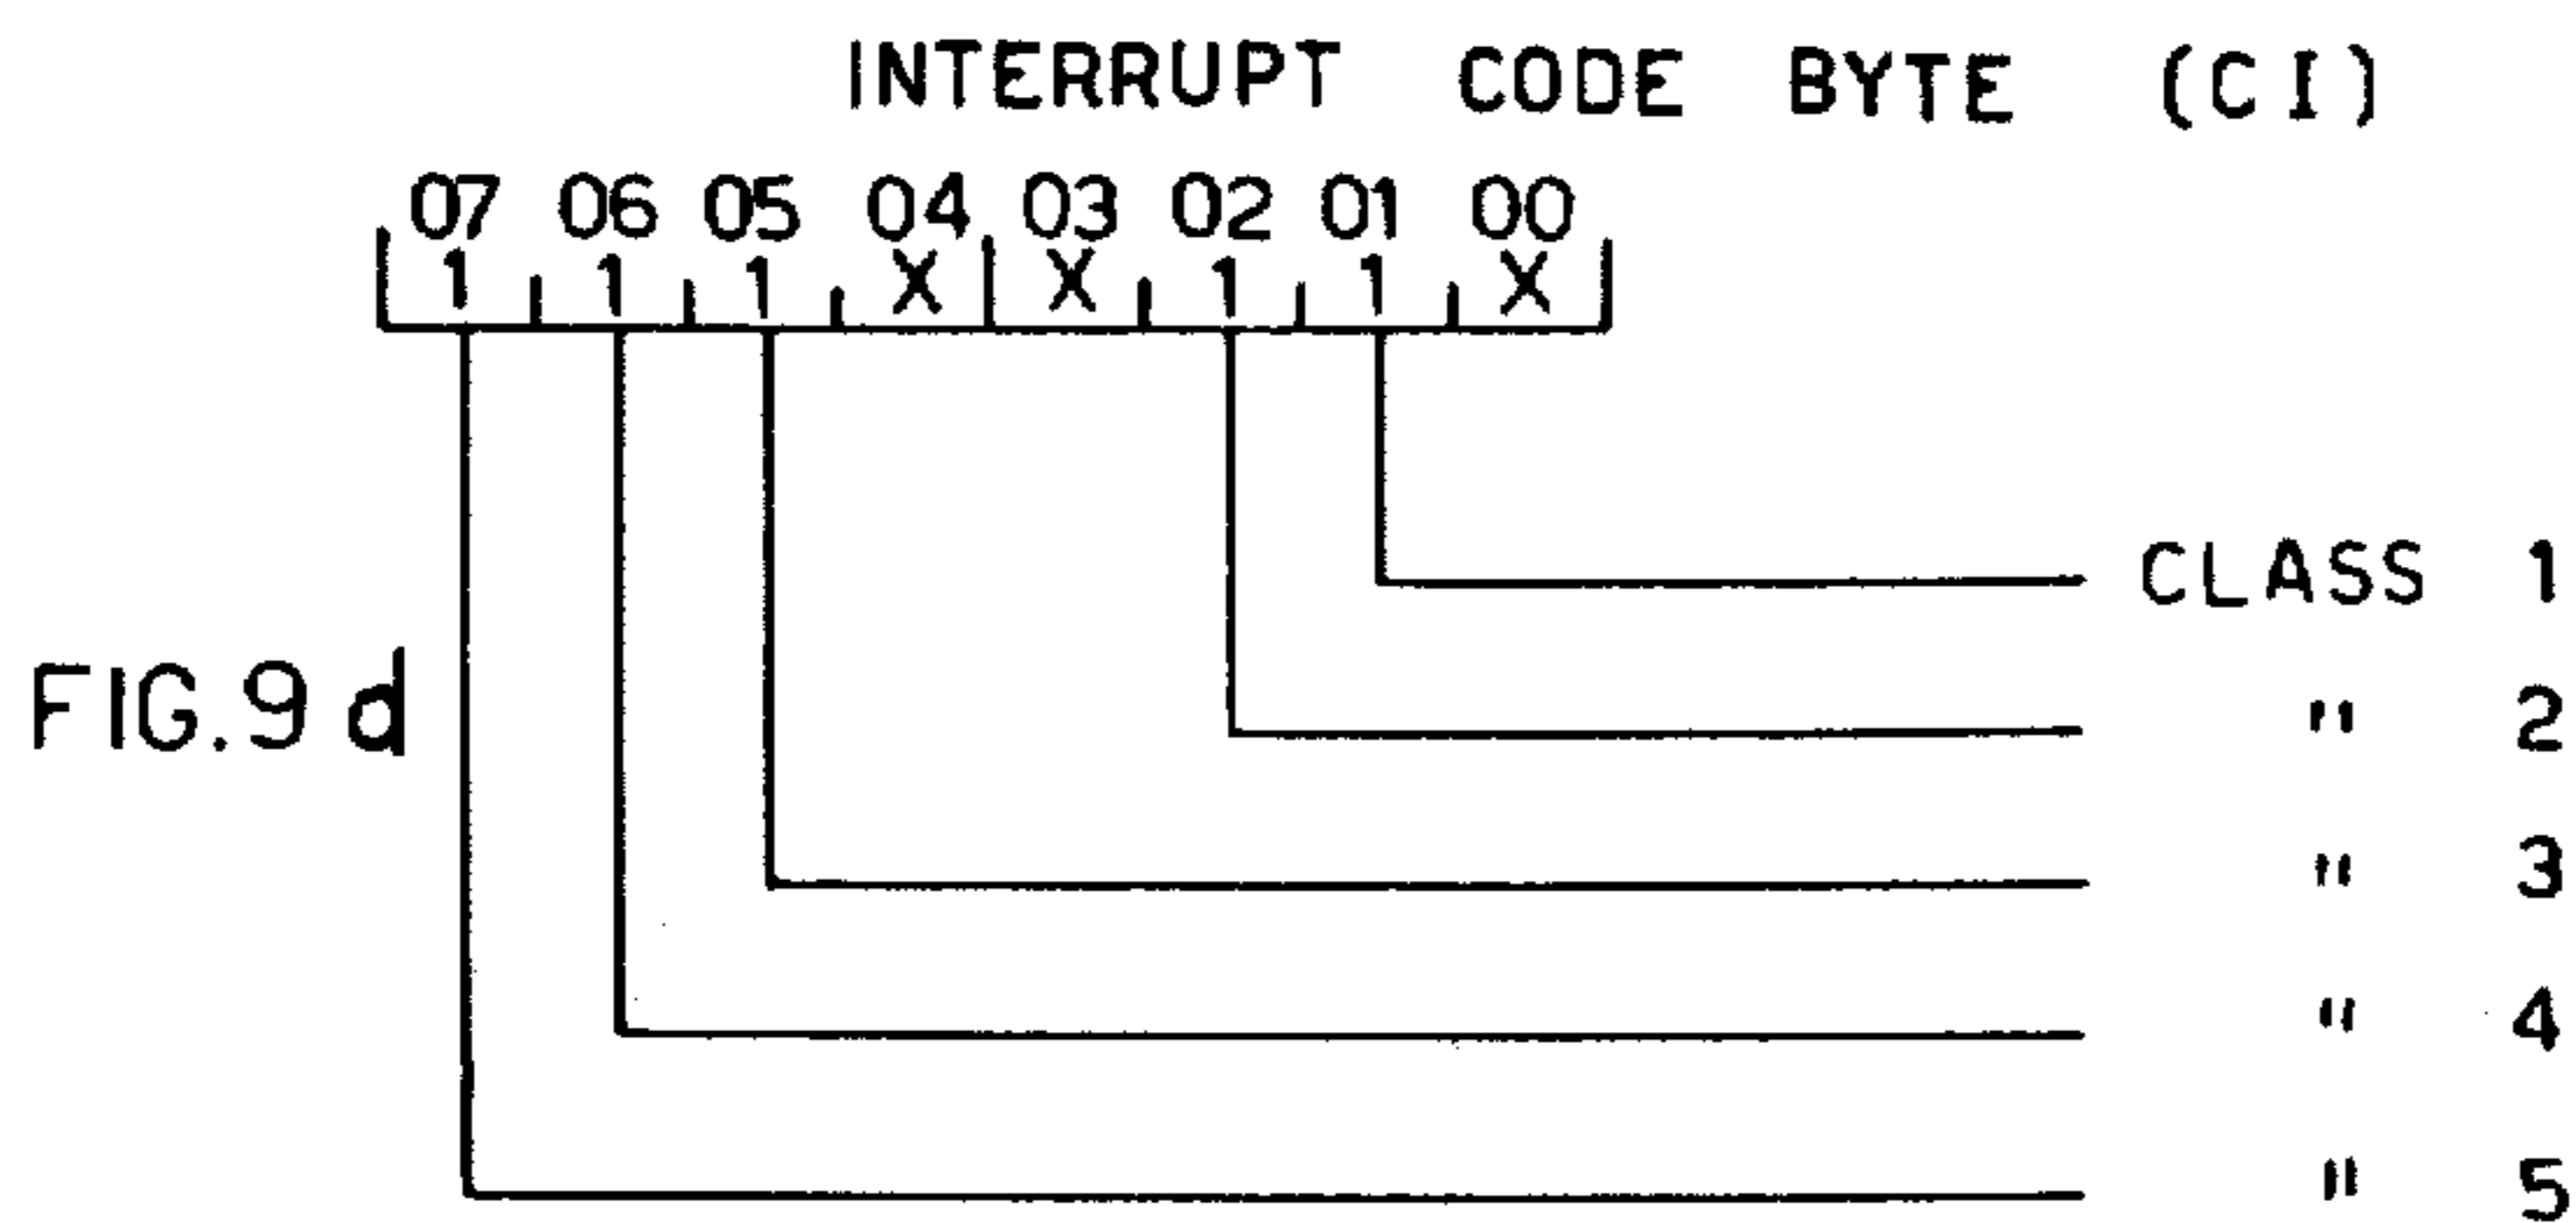 INTERRUPT CODE BYTE (CI)
07 06 05 04 03 02 01 00
1 1 1 X X 1 1 X
CLASS 1
" 2
FIG. 9 d
" 3
" 4
" 5